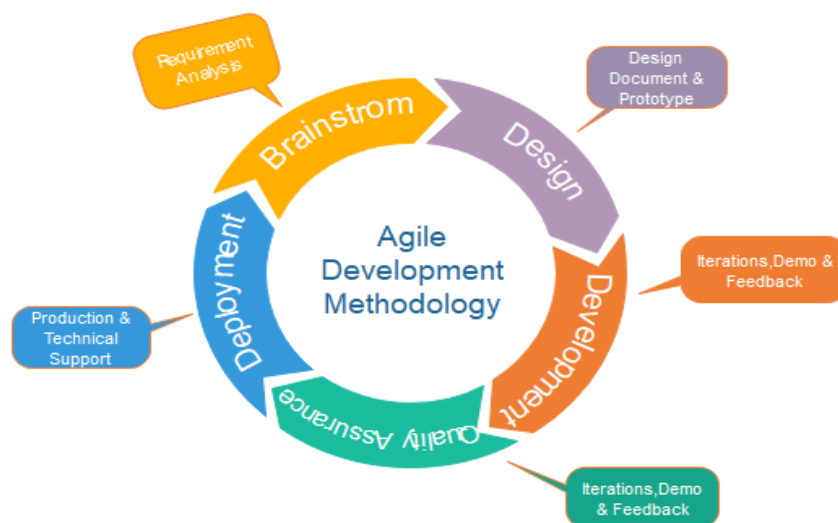 Requirement
Analysis
Brainstrom
Design
Document &
Prototype
Design
Agile
Development
Methodology
Iterations,Demo &
Feedback
Development
Production &
Technical
Support
Deployment
Quality Assurance
Iterations,Demo
& Feedback